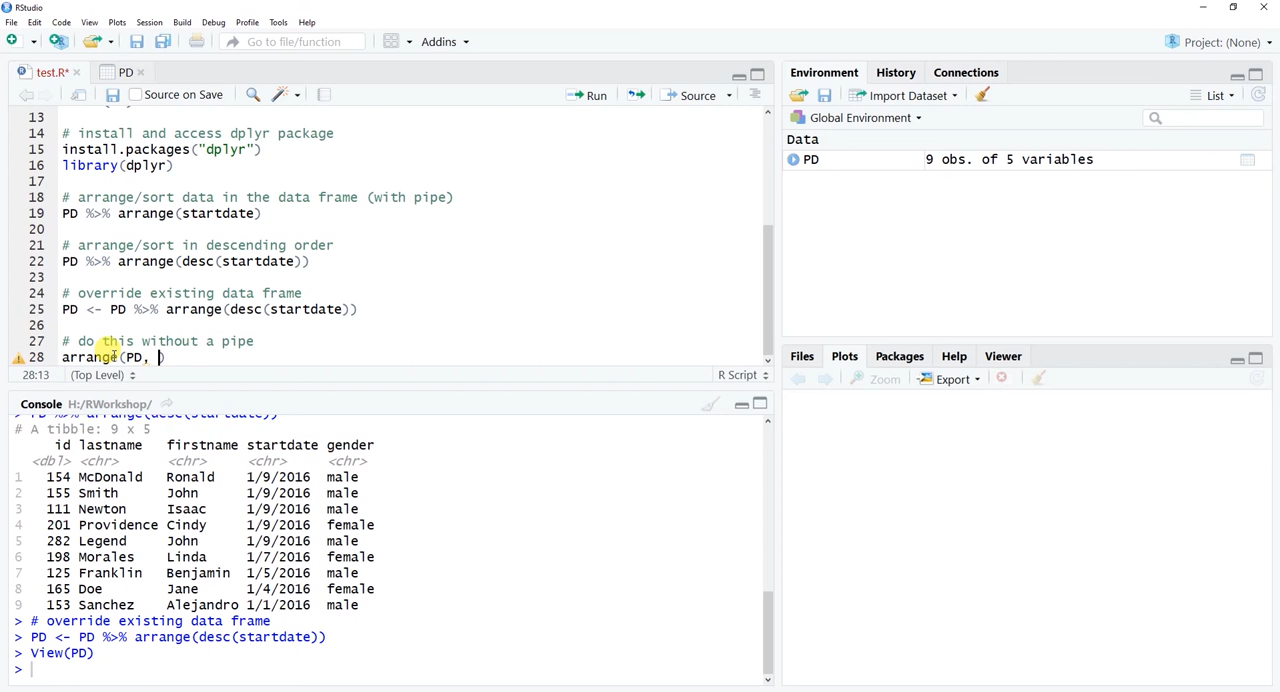 RStudio
File Edit Code View Plots Session Build Debug Profile Tools Help
Go to file/function Addins Project: (None)
test.R* PD
Source on Save Run Source
13
14 # install and access dplyr package
15 install.packages("dplyr")
16 library(dplyr)
17
18 # arrange/sort data in the data frame (with pipe)
19 PD %>% arrange(startdate)
20
21 # arrange/sort in descending order
22 PD %>% arrange(desc(startdate))
23
24 # override existing data frame
25 PD <- PD %>% arrange(desc(startdate))
26
27 # do this without a pipe
28 arrange(PD, )
28:13 (Top Level) R Script
Console H:/RWorkshop/
> PD %>% arrange(desc(startdate))
# A tibble: 9 x 5
id lastname firstname startdate gender
<dbl> <chr> <chr> <chr> <chr>
1 154 McDonald Ronald 1/9/2016 male
2 155 Smith John 1/9/2016 male
3 111 Newton Isaac 1/9/2016 male
4 201 Providence Cindy 1/9/2016 female
5 282 Legend John 1/9/2016 male
6 198 Morales Linda 1/7/2016 female
7 125 Franklin Benjamin 1/5/2016 male
8 165 Doe Jane 1/4/2016 female
9 153 Sanchez Alejandro 1/1/2016 male
> # override existing data frame
> PD <- PD %>% arrange(desc(startdate))
> View(PD)
>
Environment History Connections
Import Dataset List
Global Environment
Data
PD 9 obs. of 5 variables
Files Plots Packages Help Viewer
Zoom Export